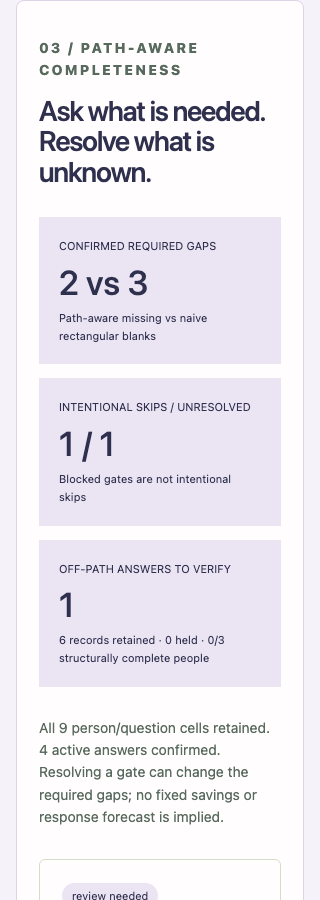 03 / PATH-AWARE
COMPLETENESS
Ask what is needed.
Resolve what is
unknown.
CONFIRMED REQUIRED GAPS
2 vs 3
Path-aware missing vs naive
rectangular blanks
INTENTIONAL SKIPS / UNRESOLVED
1 / 1
Blocked gates are not intentional
skips
OFF-PATH ANSWERS TO VERIFY
1
6 records retained · 0 held · 0/3
structurally complete people
All 9 person/question cells retained.
4 active answers confirmed.
Resolving a gate can change the
required gaps; no fixed savings or
response forecast is implied.
review needed